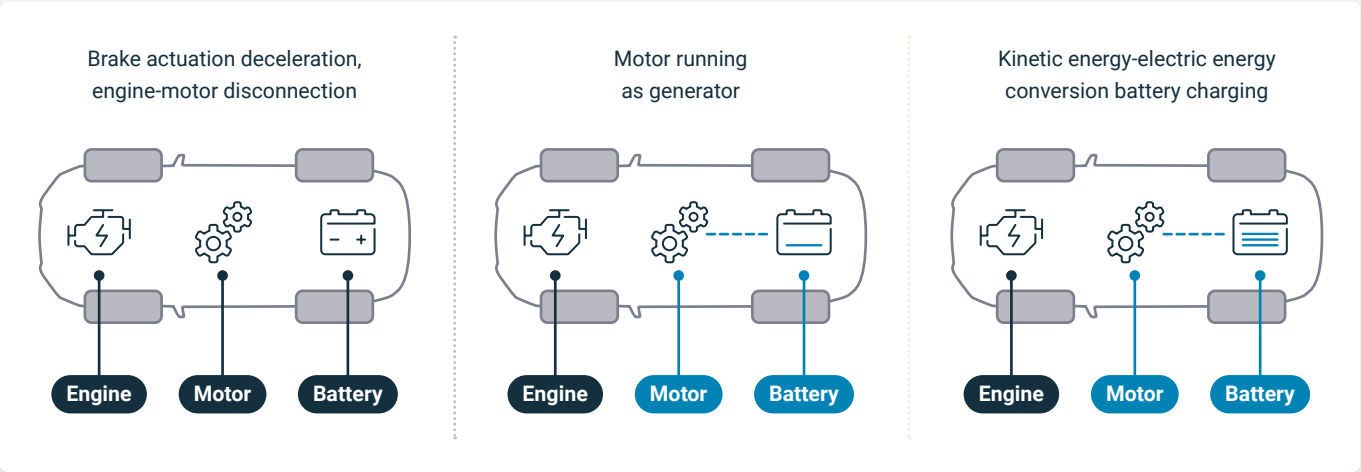 Brake actuation deceleration,
engine-motor disconnection
Engine
Motor
Battery
Motor running
as generator
Engine
Motor
Battery
Kinetic energy-electric energy
conversion battery charging
Engine
Motor
Battery